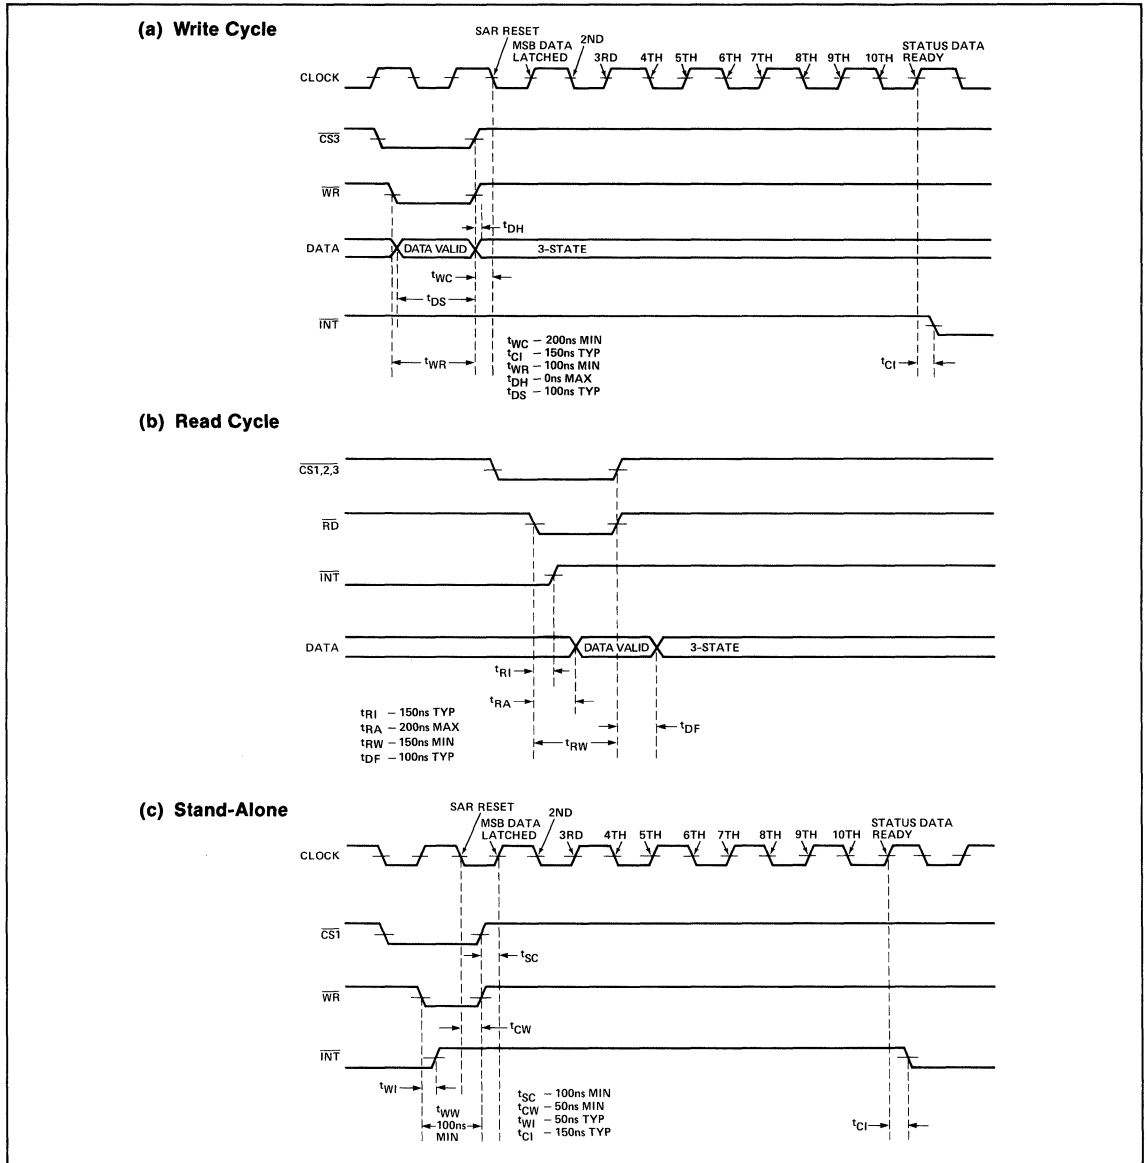 (a) Write Cycle
SAR RESET
MSB DATA
LATCHED
2ND
3RD
4TH
5TH
6TH
7TH
8TH
9TH
10TH
STATUS DATA
READY
CLOCK
CS3
WR
tDH
DATA
DATA VALID
3-STATE
tWC
tDS
INT
tWR
tWC – 200ns MIN
tCI – 150ns TYP
tWR – 100ns MIN
tDH – 0ns MAX
tDS – 100ns TYP
tCI
(b) Read Cycle
CS1,2,3
RD
INT
DATA
DATA VALID
3-STATE
tRI
tRA
tRW
tDF
tRI – 150ns TYP
tRA – 200ns MAX
tRW – 150ns MIN
tDF – 100ns TYP
(c) Stand-Alone
SAR RESET
MSB DATA
LATCHED
2ND
3RD
4TH
5TH
6TH
7TH
8TH
9TH
10TH
STATUS DATA
READY
CLOCK
CS1
tSC
WR
tCW
INT
tWI
tWW
100ns
MIN
tSC – 100ns MIN
tCW – 50ns MIN
tWI – 50ns TYP
tCI – 150ns TYP
tCI